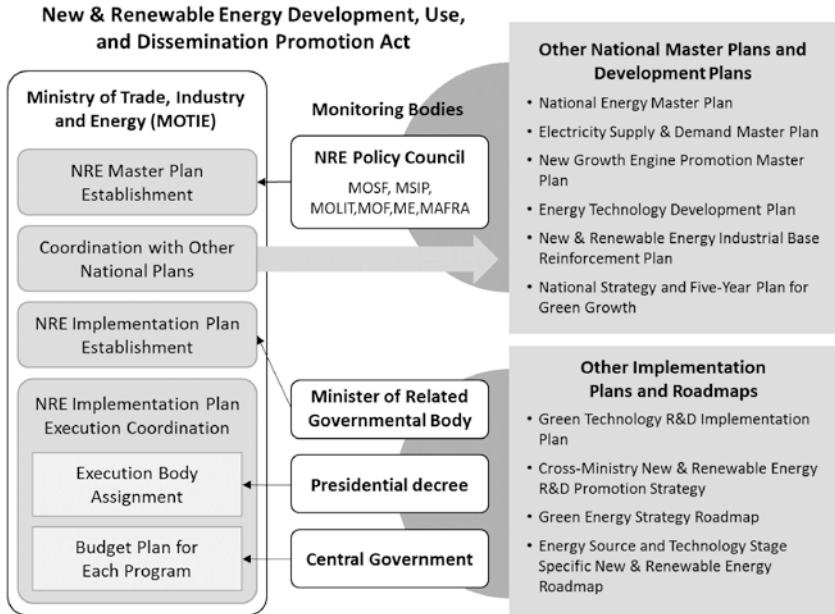 New & Renewable Energy Development, Use,
and Dissemination Promotion Act
Ministry of Trade, Industry
and Energy (MOTIE)
NRE Master Plan
Establishment
Coordination with Other
National Plans
NRE Implementation Plan
Establishment
NRE Implementation Plan
Execution Coordination
Execution Body
Assignment
Budget Plan for
Each Program
Monitoring Bodies
NRE Policy Council
MOSF, MSIP,
MOLIT,MOF,ME,MAFRA
Minister of Related
Governmental Body
Presidential decree
Central Government
Other National Master Plans and
Development Plans
• National Energy Master Plan
• Electricity Supply & Demand Master Plan
• New Growth Engine Promotion Master
Plan
• Energy Technology Development Plan
• New & Renewable Energy Industrial Base
Reinforcement Plan
• National Strategy and Five-Year Plan for
Green Growth
Other Implementation
Plans and Roadmaps
• Green Technology R&D Implementation
Plan
• Cross-Ministry New & Renewable Energy
R&D Promotion Strategy
• Green Energy Strategy Roadmap
• Energy Source and Technology Stage
Specific New & Renewable Energy
Roadmap